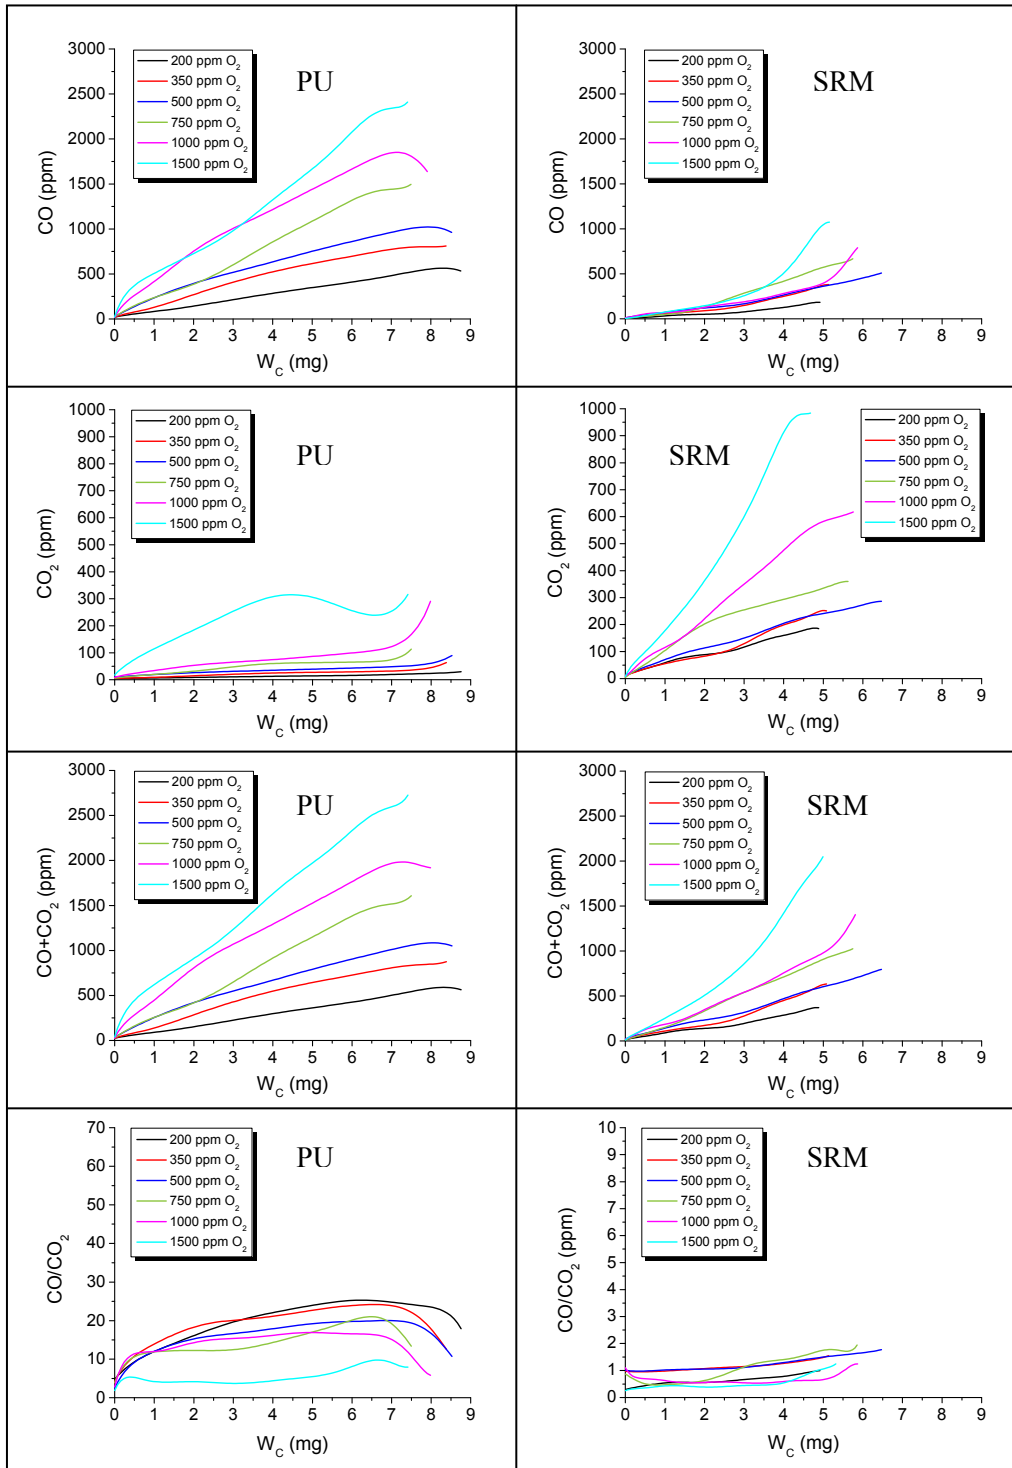 3000
2500
2000
1500
1000
500
0
CO (ppm)
200 ppm O₂
350 ppm O₂
500 ppm O₂
750 ppm O₂
1000 ppm O₂
1500 ppm O₂
PU
0 1 2 3 4 5 6 7 8 9
W_C (mg)
3000
2500
2000
1500
1000
500
0
CO (ppm)
200 ppm O₂
350 ppm O₂
500 ppm O₂
750 ppm O₂
1000 ppm O₂
1500 ppm O₂
SRM
0 1 2 3 4 5 6 7 8 9
W_C (mg)
1000
900
800
700
600
500
400
300
200
100
0
CO₂ (ppm)
200 ppm O₂
350 ppm O₂
500 ppm O₂
750 ppm O₂
1000 ppm O₂
1500 ppm O₂
PU
0 1 2 3 4 5 6 7 8 9
W_C (mg)
1000
900
800
700
600
500
400
300
200
100
0
CO₂ (ppm)
SRM
200 ppm O₂
350 ppm O₂
500 ppm O₂
750 ppm O₂
1000 ppm O₂
1500 ppm O₂
0 1 2 3 4 5 6 7 8 9
W_C (mg)
3000
2500
2000
1500
1000
500
0
CO+CO₂ (ppm)
200 ppm O₂
350 ppm O₂
500 ppm O₂
750 ppm O₂
1000 ppm O₂
1500 ppm O₂
PU
0 1 2 3 4 5 6 7 8 9
W_C (mg)
3000
2500
2000
1500
1000
500
0
CO+CO₂ (ppm)
200 ppm O₂
350 ppm O₂
500 ppm O₂
750 ppm O₂
1000 ppm O₂
1500 ppm O₂
SRM
0 1 2 3 4 5 6 7 8 9
W_C (mg)
70
60
50
40
30
20
10
0
CO/CO₂
200 ppm O₂
350 ppm O₂
500 ppm O₂
750 ppm O₂
1000 ppm O₂
1500 ppm O₂
PU
0 1 2 3 4 5 6 7 8 9
W_C (mg)
10
9
8
7
6
5
4
3
2
1
0
CO/CO₂ (ppm)
200 ppm O₂
350 ppm O₂
500 ppm O₂
750 ppm O₂
1000 ppm O₂
1500 ppm O₂
SRM
0 1 2 3 4 5 6 7 8 9
W_C (mg)